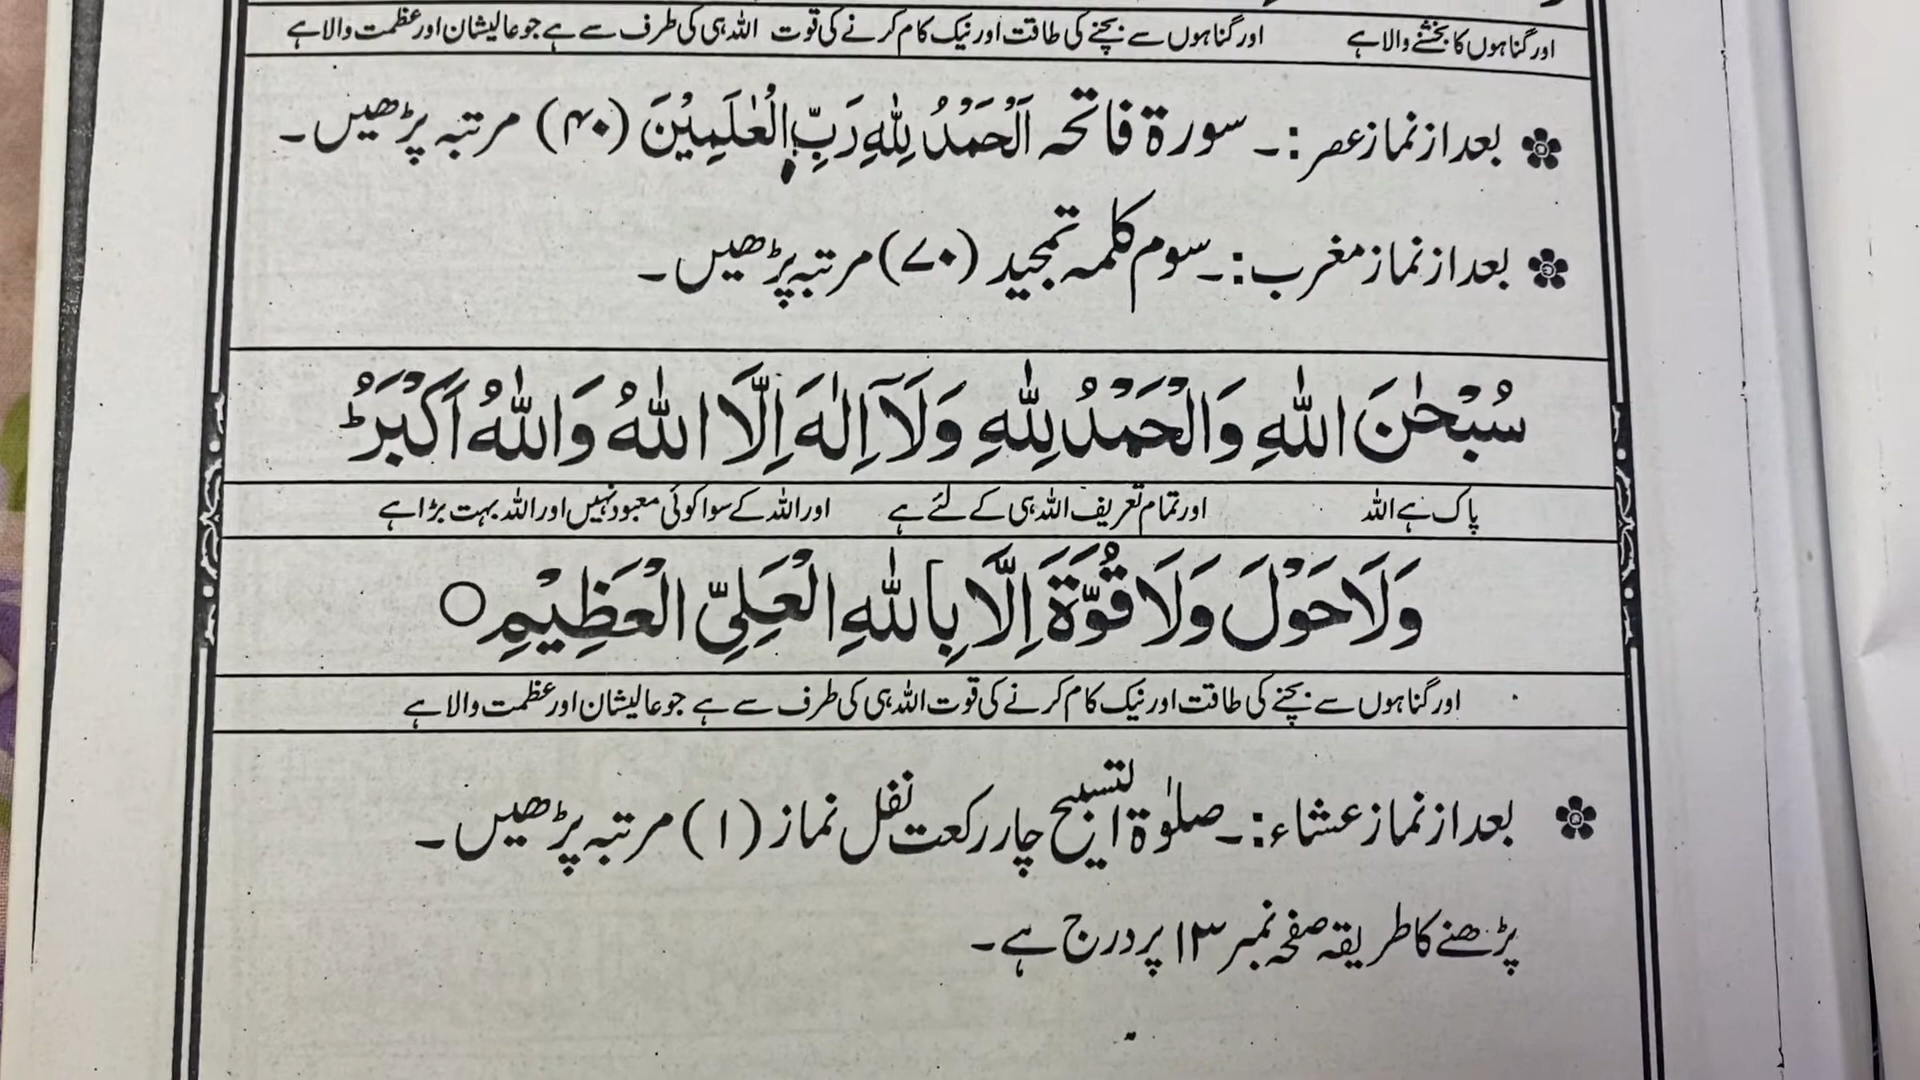 اور گناہوں کا بخشنے والا ہے اور گناہوں سے بچنے کی طاقت اور نیک کام کرنے کی قوت اللہ ہی کی طرف سے ہے جو عالیشان اور عظمت والا ہے
بعد از نماز عصر :۔ سورۃ فاتحہ اَلْحَمْدُ لِلّٰهِ رَبِّ الْعٰلَمِیْنَ (۴۰) مرتبہ پڑھیں۔
بعد از نماز مغرب :۔ سوم کلمہ تمجید (۷۰) مرتبہ پڑھیں۔
سُبْحٰنَ اللّٰهِ وَالْحَمْدُ لِلّٰهِ وَلَآ اِلٰهَ اِلَّا اللّٰهُ وَاللّٰهُ اَكْبَرُ ؕ
پاک ہے اللہ اور تمام تعریف اللہ ہی کے لئے ہے اور اللہ کے سوا کوئی معبود نہیں اور اللہ بہت بڑا ہے
وَلَا حَوْلَ وَلَا قُوَّةَ اِلَّا بِاللّٰهِ الْعَلِیِّ الْعَظِیْمِ ○
اور گناہوں سے بچنے کی طاقت اور نیک کام کرنے کی قوت اللہ ہی کی طرف سے ہے جو عالیشان اور عظمت والا ہے
بعد از نماز عشاء :۔ صلوٰۃ التسبیح چار رکعت نفل نماز (۱) مرتبہ پڑھیں۔
پڑھنے کا طریقہ صفحہ نمبر ۱۳ پر درج ہے۔